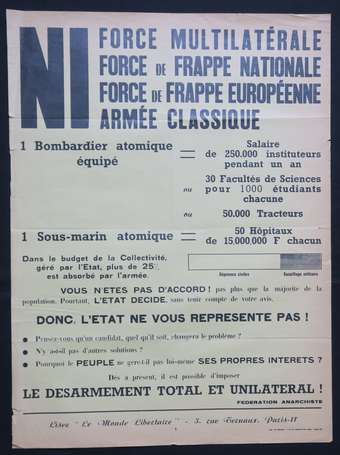 NI
FORCE MULTILATÉRALE
FORCE DE FRAPPE NATIONALE
FORCE DE FRAPPE EUROPÉENNE
ARMÉE CLASSIQUE
1 Bombardier atomique équipé
=
Salaire
de 250.000 instituteurs
pendant un an
30 Facultés de Sciences
ou pour 1000 étudiants
chacune
ou 50.000 Tracteurs
1 Sous-marin atomique
=
50 Hôpitaux
de 15,000,000 F chacun
Dans le budget de la Collectivité,
géré par l'Etat, plus de 25%
est absorbé par l'armée.
Dépenses civiles
Gaspillage militaire
VOUS N'ETES PAS D'ACCORD ! pas plus que la majorité de la
population. Pourtant, L'ETAT DECIDE, sans tenir compte de votre avis.
DONC, L'ETAT NE VOUS REPRESENTE PAS !
● Pensez-vous qu'un candidat, quel qu'il soit, changera le problème ?
● N'y a-t-il pas d'autres solutions ?
● Pourquoi le PEUPLE ne gère-t-il pas lui-même SES PROPRES INTERETS ?
Dès a présent, il est possible d'imposer
LE DESARMEMENT TOTAL ET UNILATERAL !
FEDERATION ANARCHISTE
Lisez "Le Monde Libertaire" - 3, rue Ternaux, Paris-11